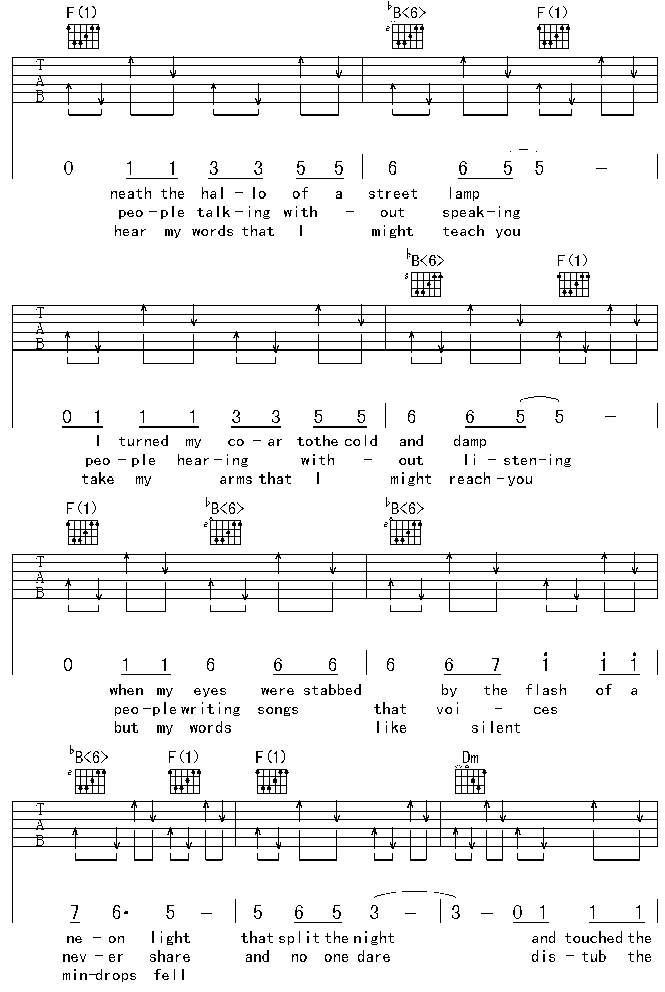 F(1) ♭B<6> F(1)
T
A
B
0 1 1 3 3 5 5 6 6 5 5 –
neath the hal-lo of a street lamp
peo-ple talk-ing with - out speak-ing
hear my words that I might teach you
♭B<6> F(1)
T
A
B
0 1 1 1 3 3 5 5 6 6 5 5 –
I turned my co-ar tothe cold and damp
peo-ple hear-ing with - out li-sten-ing
take my arms that I might reach-you
F(1) ♭B<6> ♭B<6>
T
A
B
0 1 1 6 6 6 6 6 7 i i i
when my eyes were stabbed by the flash of a
peo-ple writing songs that voi - ces
but my words like silent
♭B<6> F(1) F(1) Dm
T
A
B
7 6· 5 – 5 6 5 3 – 3 – 0 1 1 1
ne-on light that split the night and touched the
nev-er share and no one dare dis-tub the
min-drops fell